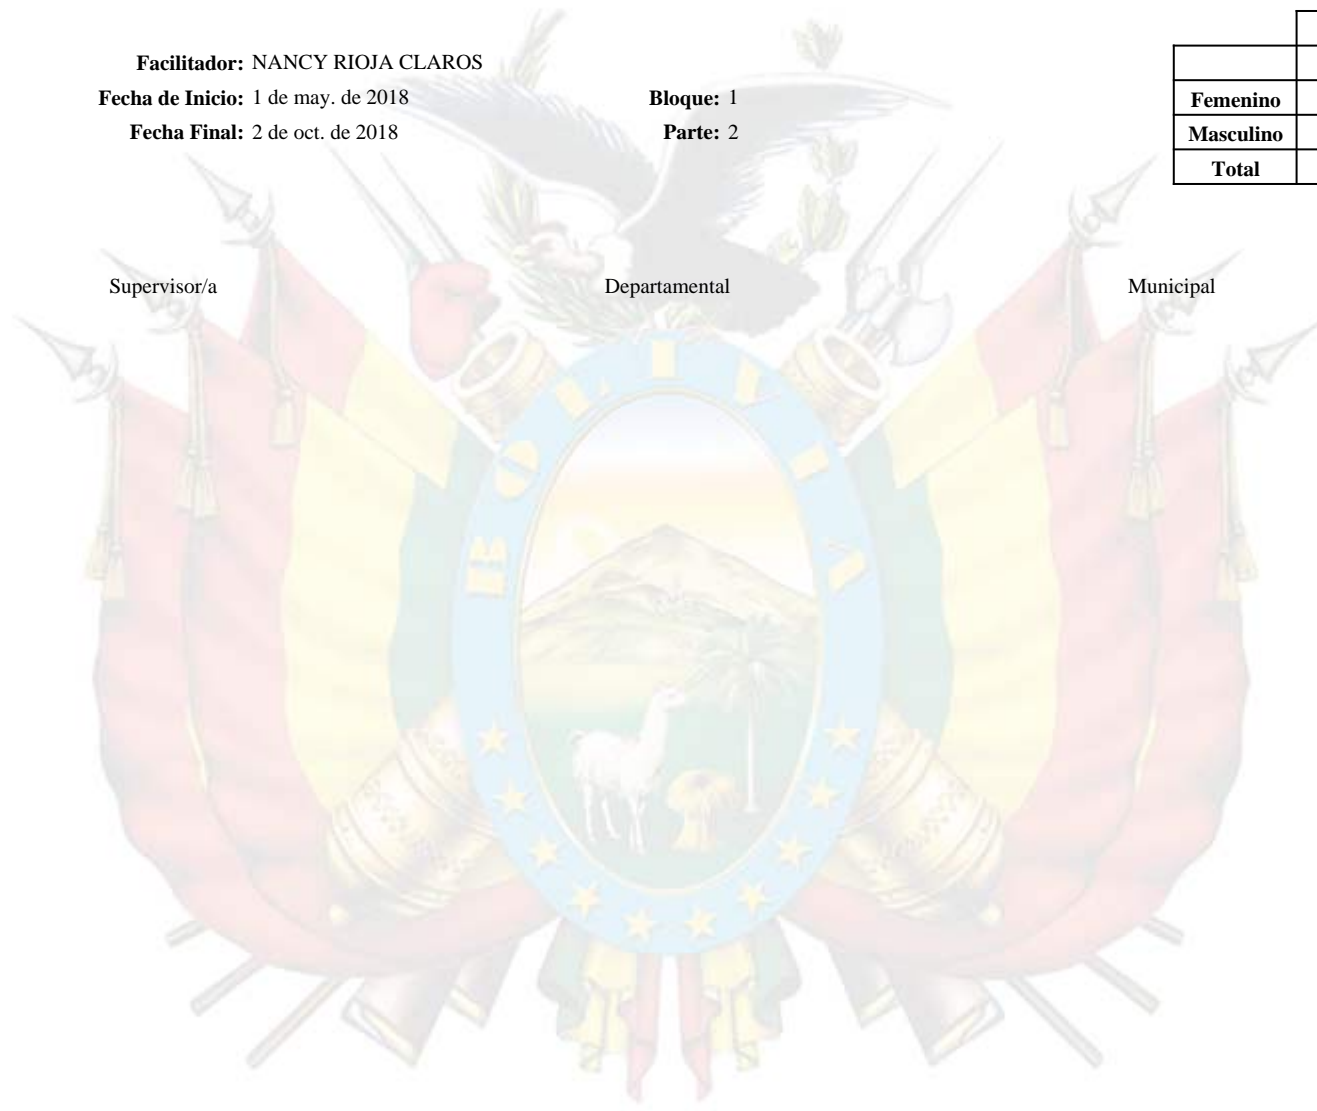 Facilitador: NANCY RIOJA CLAROS
Fecha de Inicio: 1 de may. de 2018 Bloque: 1
Fecha Final: 2 de oct. de 2018 Parte: 2
Femenino
Masculino
Total
Supervisor/a Departamental Municipal
BOLIVIA